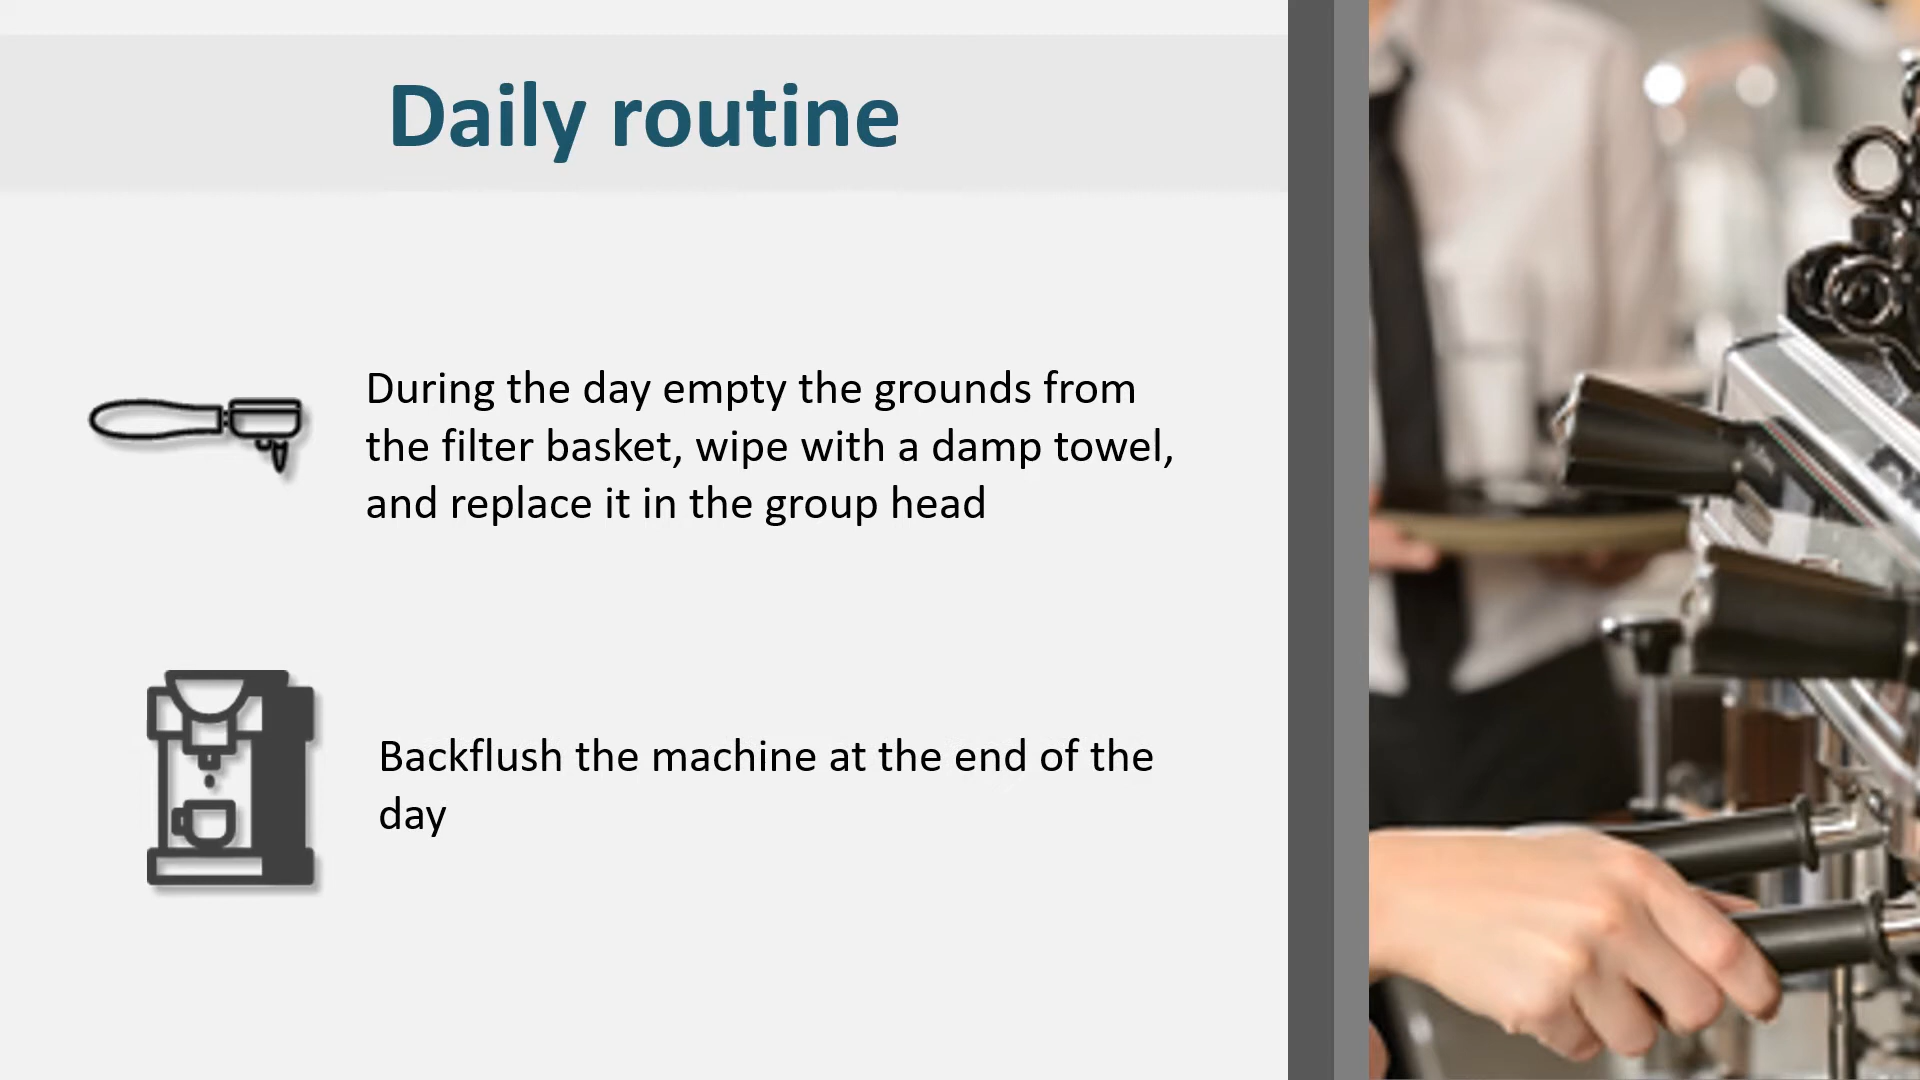 Daily routine
During the day empty the grounds from
the filter basket, wipe with a damp towel,
and replace it in the group head
Backflush the machine at the end of the
day